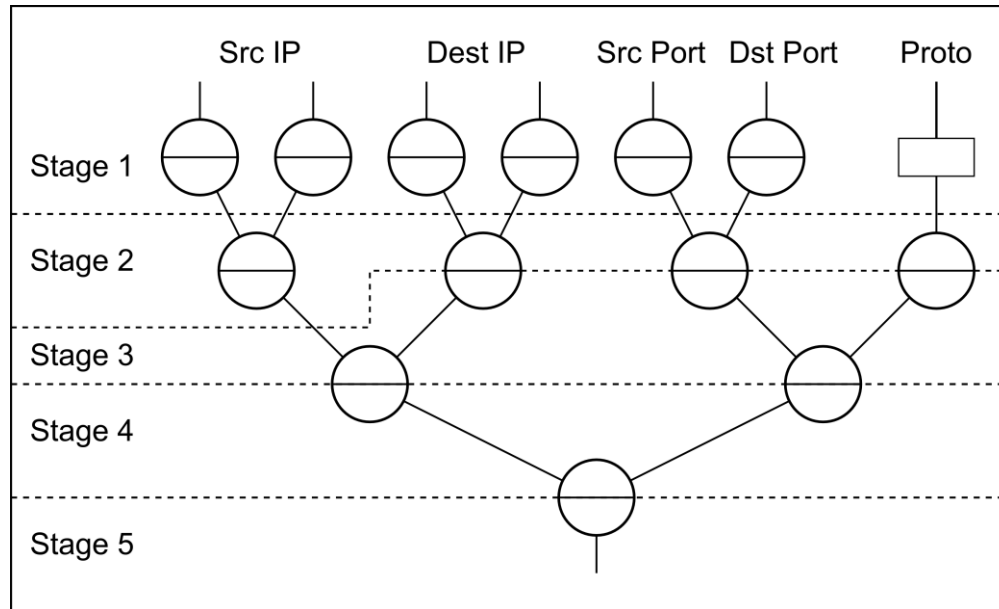 Src IP Dest IP Src Port Dst Port Proto
Stage 1
Stage 2
Stage 3
Stage 4
Stage 5